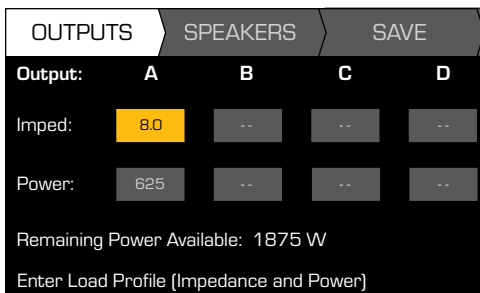 OUTPUTS SPEAKERS SAVE
Output: A B C D
Imped: 8.0 -- -- --
Power: 625 -- -- --
Remaining Power Available: 1875 W
Enter Load Profile (Impedance and Power)